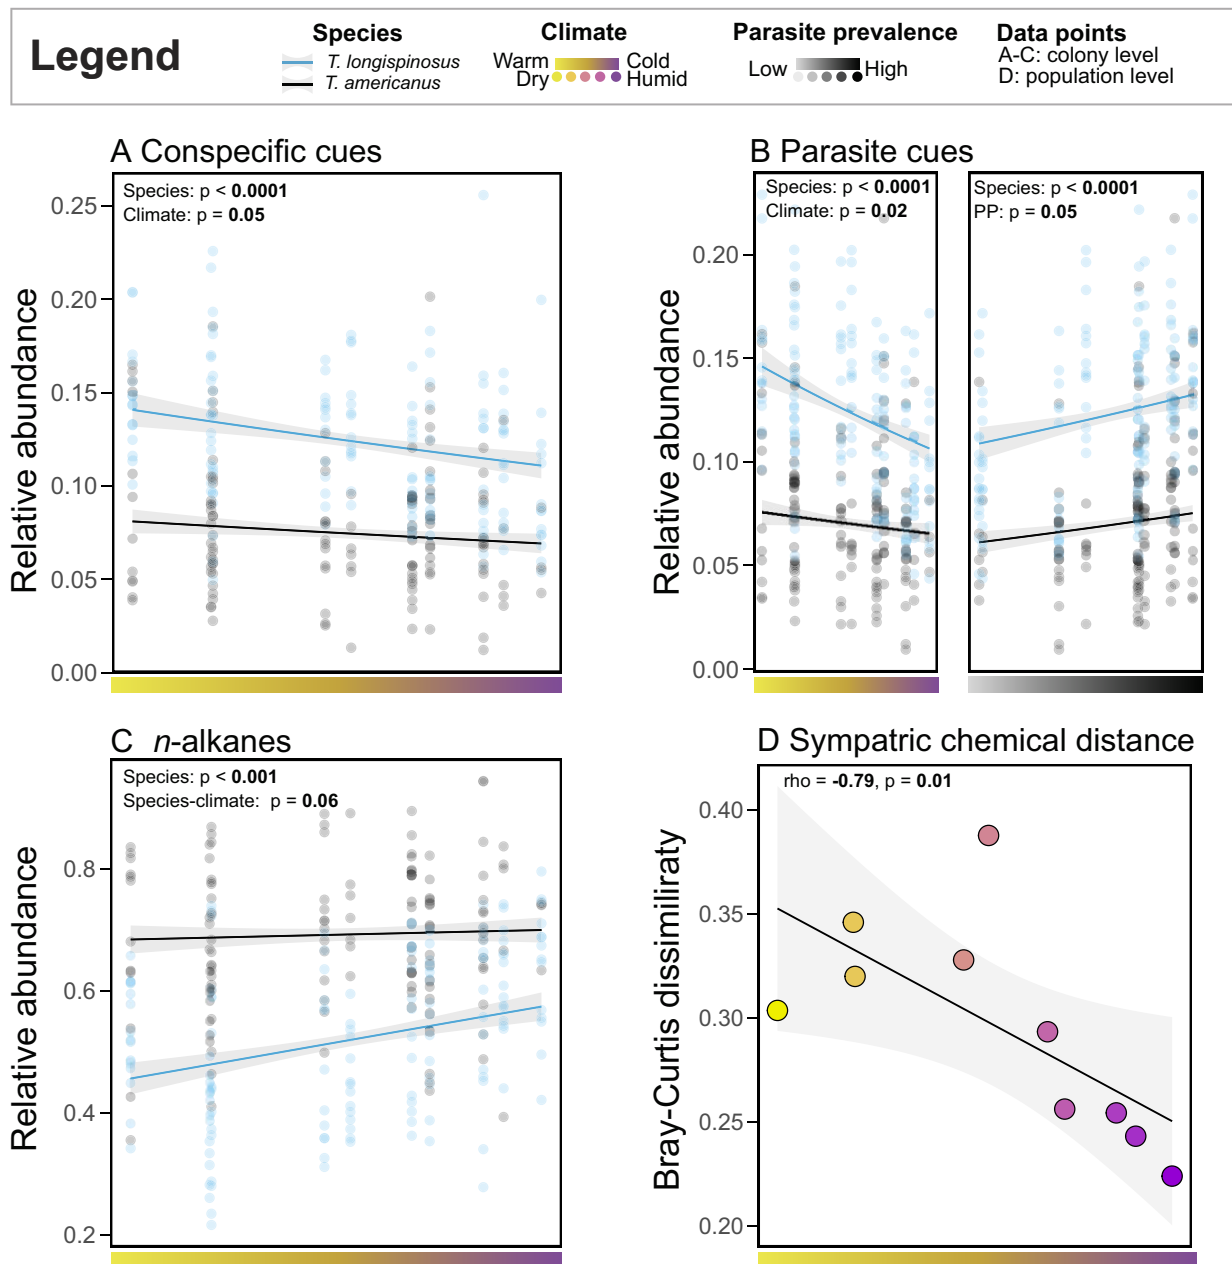 Legend
Species
T. longispinosus
T. americanus
Climate
Warm Cold
Dry Humid
Parasite prevalence
Low High
Data points
A-C: colony level
D: population level
A Conspecific cues
Species: p < 0.0001
Climate: p = 0.05
Relative abundance
0.25
0.20
0.15
0.10
0.05
0.00
B Parasite cues
Species: p < 0.0001
Climate: p = 0.02
Species: p < 0.0001
PP: p = 0.05
Relative abundance
0.20
0.15
0.10
0.05
0.00
C n-alkanes
Species: p < 0.001
Species-climate: p = 0.06
Relative abundance
0.8
0.6
0.4
0.2
D Sympatric chemical distance
rho = -0.79, p = 0.01
Bray-Curtis dissimiliraty
0.40
0.35
0.30
0.25
0.20